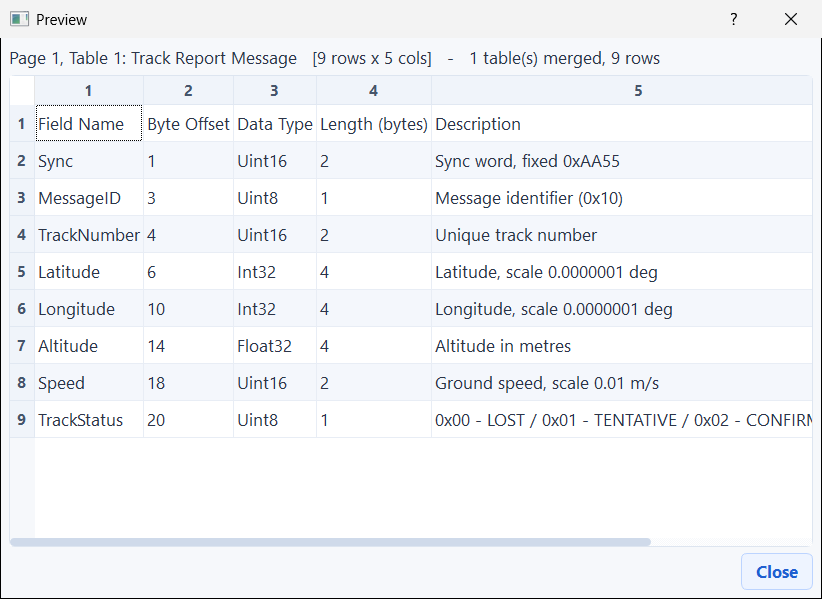 Preview ?
Page 1, Table 1: Track Report Message [9 rows x 5 cols] - 1 table(s) merged, 9 rows
1 2 3 4 5
1 Field Name Byte Offset Data Type Length (bytes) Description
2 Sync 1 Uint16 2 Sync word, fixed 0xAA55
3 MessageID 3 Uint8 1 Message identifier (0x10)
4 TrackNumber 4 Uint16 2 Unique track number
5 Latitude 6 Int32 4 Latitude, scale 0.0000001 deg
6 Longitude 10 Int32 4 Longitude, scale 0.0000001 deg
7 Altitude 14 Float32 4 Altitude in metres
8 Speed 18 Uint16 2 Ground speed, scale 0.01 m/s
9 TrackStatus 20 Uint8 1 0x00 - LOST / 0x01 - TENTATIVE / 0x02 - CONFIRM
Close